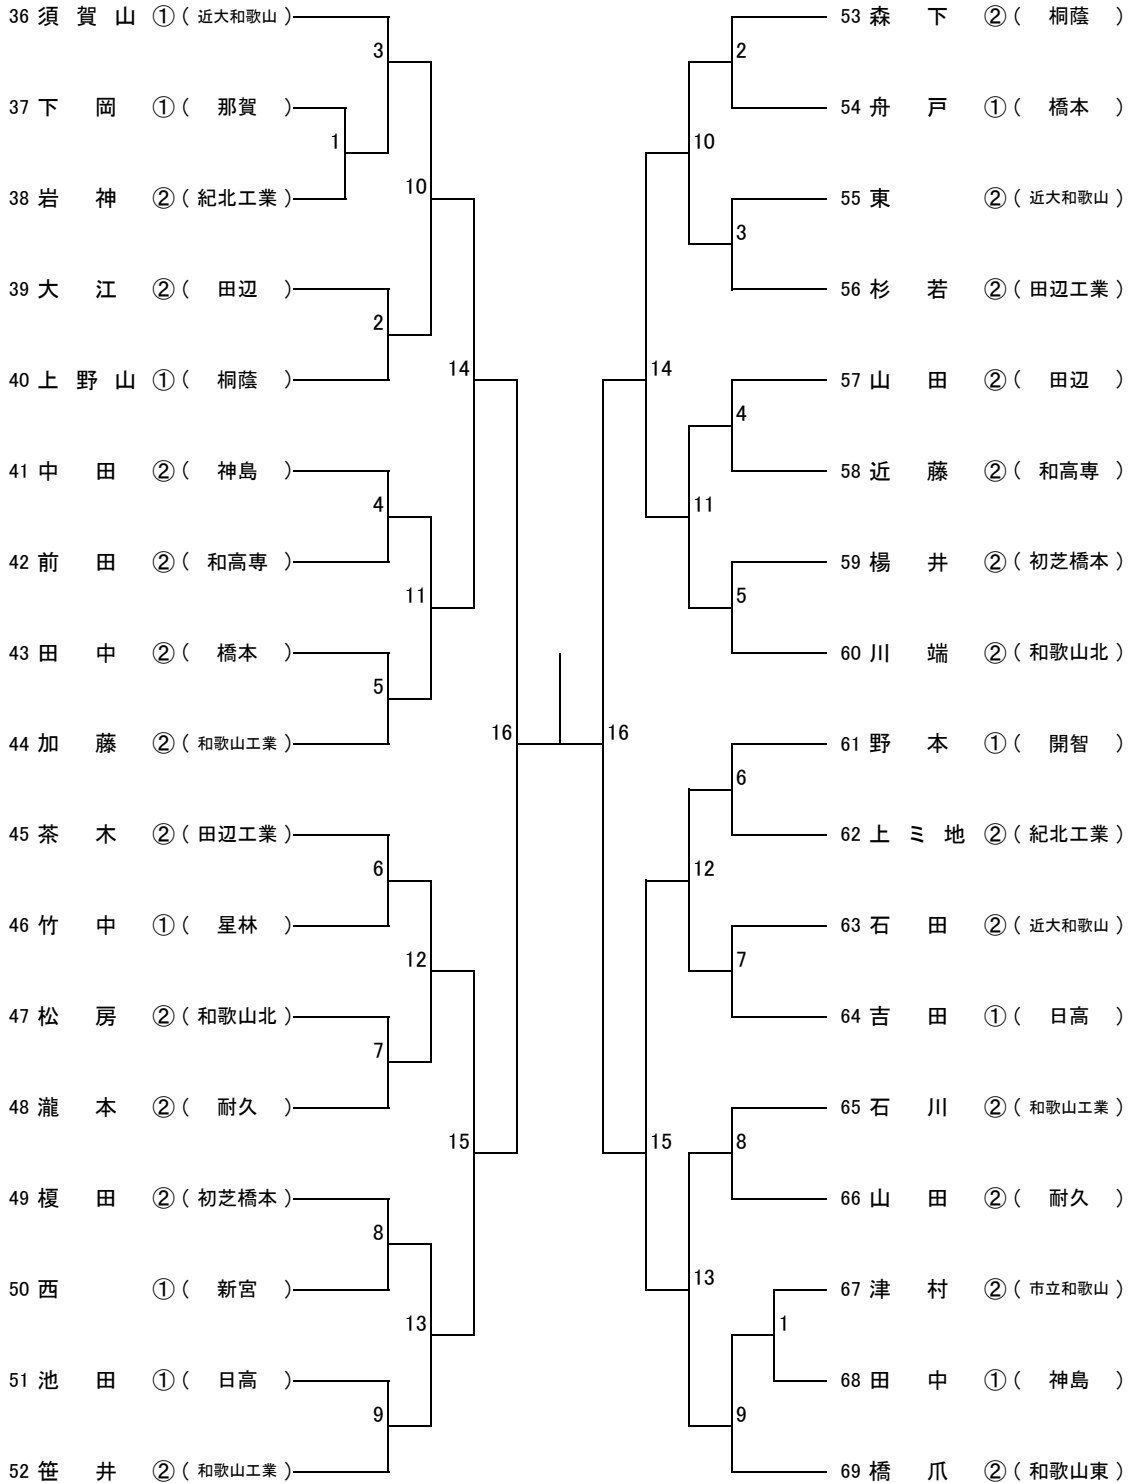 36 須賀山 ① ( 近大和歌山 )
3
37 下岡 ① ( 那賀 )
1
38 岩神 ② ( 紀北工業 )
10
39 大江 ② ( 田辺 )
2
40 上野山 ① ( 桐蔭 )
14
41 中田 ② ( 神島 )
4
42 前田 ② ( 和高専 )
11
43 田中 ② ( 橋本 )
5
44 加藤 ② ( 和歌山工業 )
16
45 茶木 ② ( 田辺工業 )
6
46 竹中 ① ( 星林 )
12
47 松房 ② ( 和歌山北 )
7
48 瀧本 ② ( 耐久 )
15
49 榎田 ② ( 初芝橋本 )
8
50 西 ① ( 新宮 )
13
51 池田 ① ( 日高 )
9
52 笹井 ② ( 和歌山工業 )
53 森下 ② ( 桐蔭 )
2
54 舟戸 ① ( 橋本 )
10
55 東 ② ( 近大和歌山 )
3
56 杉若 ② ( 田辺工業 )
14
57 山田 ② ( 田辺 )
4
58 近藤 ② ( 和高専 )
11
59 楊井 ② ( 初芝橋本 )
5
60 川端 ② ( 和歌山北 )
16
61 野本 ① ( 開智 )
6
62 上ミ地 ② ( 紀北工業 )
12
63 石田 ② ( 近大和歌山 )
7
64 吉田 ① ( 日高 )
65 石川 ② ( 和歌山工業 )
15
8
66 山田 ② ( 耐久 )
13
67 津村 ② ( 市立和歌山 )
1
68 田中 ① ( 神島 )
9
69 橋爪 ② ( 和歌山東 )